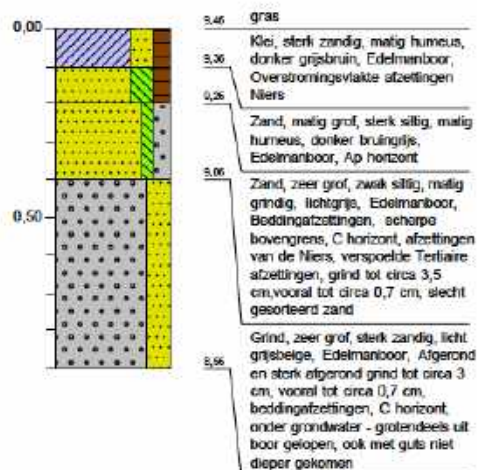 0,00
9,46
gras
Klei, sterk zandig, matig humeus,
donker grijsbruin, Edelmanboor,
Overstromingsvlakte afzettingen
Niers
9,36
Zand, matig grof, sterk siltig, matig
humeus, donker bruingrijs,
Edelmanboor, Ap horizont
9,26
Zand, zeer grof, zwak siltig, matig
grindig, lichtgrijs, Edelmanboor,
Beddingafzettingen, scherpe
bovengrens, C horizont, afzettingen
van de Niers, verspoelde Tertiaire
afzettingen, grind tot circa 3,5
cm,vooral tot circa 0,7 cm, slecht
gesorteerd zand
9,06
0,50
Grind, zeer grof, sterk zandig, licht
grijsbeige, Edelmanboor, Afgerond
en sterk afgerond grind tot circa 3
cm, vooral tot circa 0,7 cm,
beddingafzettingen, C horizont,
onder grondwater - grotendeels uit
boor gelopen, ook met guts niet
dieper gekomen
8,56